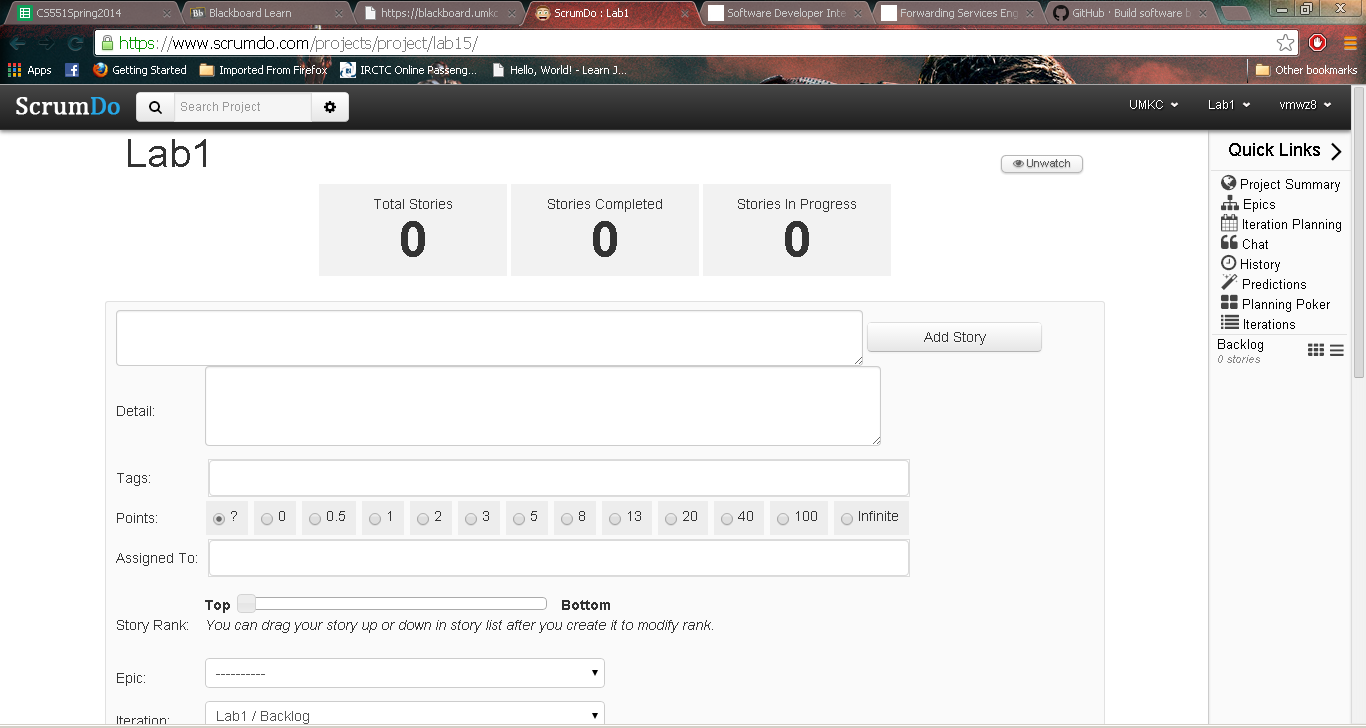 CS551Spring2014
Blackboard Learn
https://blackboard.umkc
ScrumDo : Lab1
Software Developer Inte
Forwarding Services Eng
GitHub · Build software b
https://www.scrumdo.com/projects/project/lab15/
Apps
Getting Started
Imported From Firefox
IRCTC Online Passeng...
Hello, World! - Learn J...
Other bookmarks
ScrumDo
Search Project
UMKC
Lab1
vmwz8
Lab1
Unwatch
Total Stories
0
Stories Completed
0
Stories In Progress
0
Add Story
Detail:
Tags:
Points: ? 0 0.5 1 2 3 5 8 13 20 40 100 Infinite
Assigned To:
Top Bottom
Story Rank: You can drag your story up or down in story list after you create it to modify rank.
Epic: ----------
Iteration: Lab1 / Backlog
Quick Links
Project Summary
Epics
Iteration Planning
Chat
History
Predictions
Planning Poker
Iterations
Backlog
0 stories